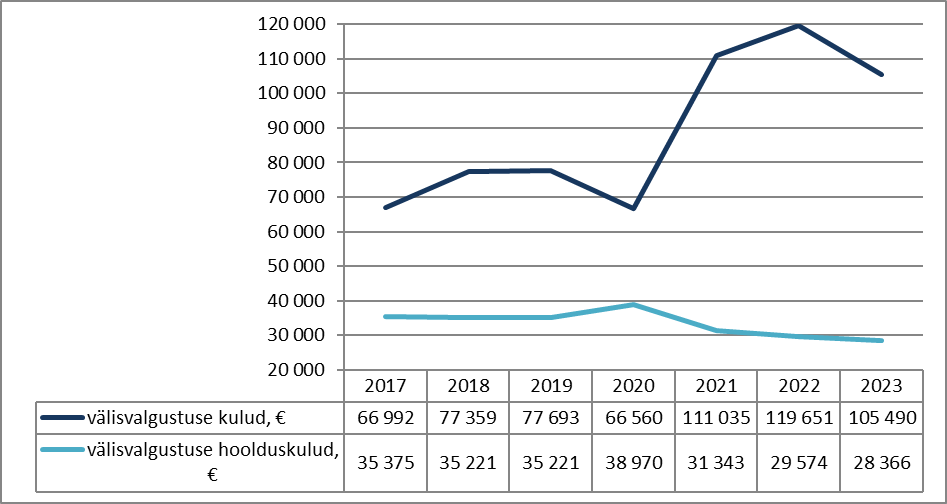 120 000
110 000
100 000
90 000
80 000
70 000
60 000
50 000
40 000
30 000
20 000
2017 2018 2019 2020 2021 2022 2023
välisvalgustuse kulud, € 66 992 77 359 77 693 66 560 111 035 119 651 105 490
välisvalgustuse hoolduskulud,
€ 35 375 35 221 35 221 38 970 31 343 29 574 28 366